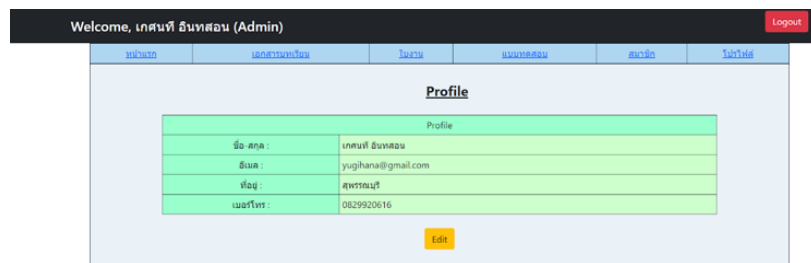 Welcome, เกศนที อินทสอน (Admin)
Logout
หน้าแรก เอกสารบทเรียน ใบงาน แบบทดสอบ สมาชิก โปรไฟล์
Profile
Profile
ชื่อ-สกุล : เกศนที อินทสอน
อีเมล : yugihana@gmail.com
ที่อยู่ : สุพรรณบุรี
เบอร์โทร : 0829920616
Edit